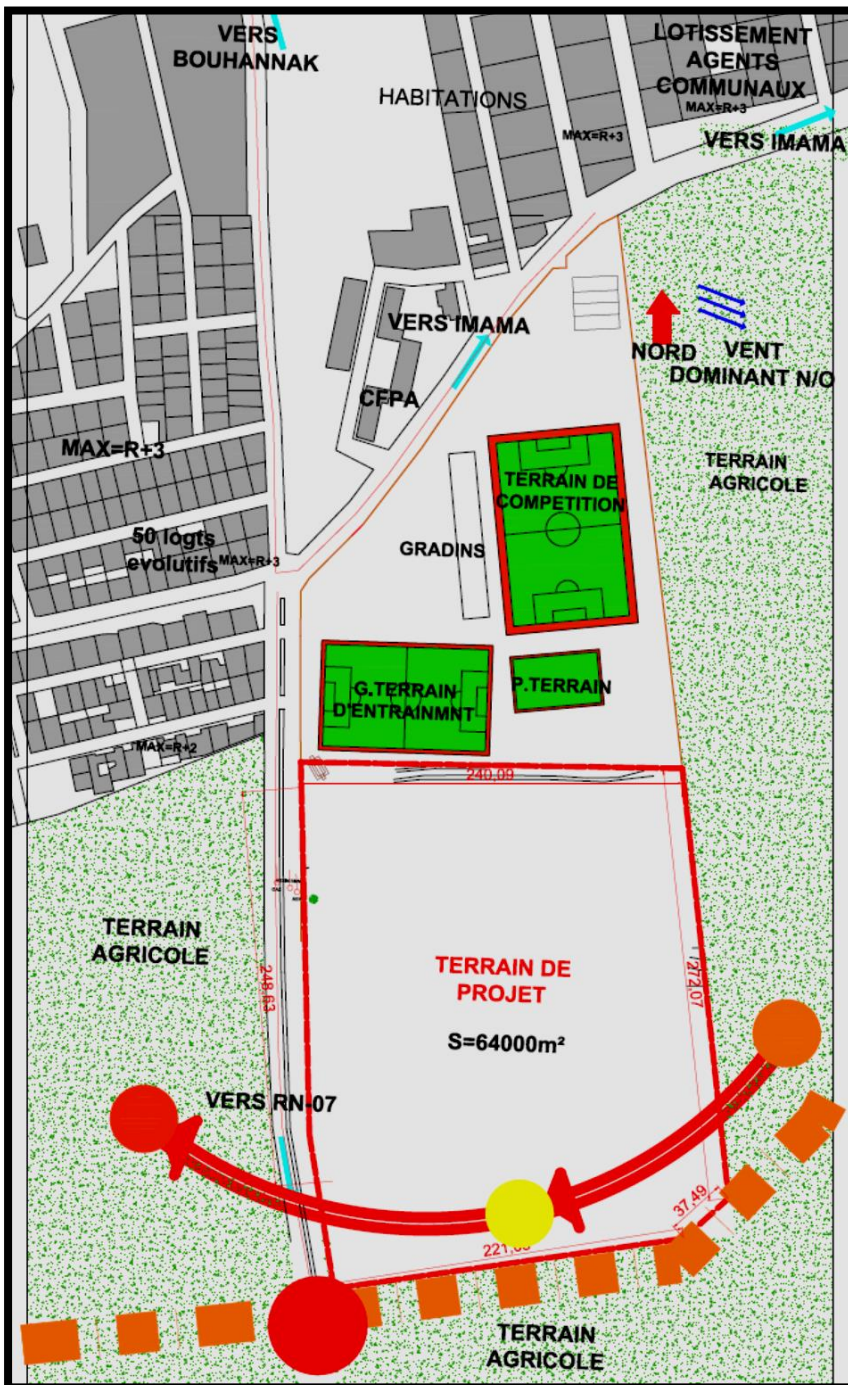 VERS
BOUHANNAK
LOTISSEMENT
AGENTS
COMMUNAUX
MAX=R+3
HABITATIONS
MAX=R+3
VERS IMAMA
VERS IMAMA
NORD
VENT
DOMINANT N/O
CFPA
MAX=R+3
TERRAIN
AGRICOLE
TERRAIN DE
COMPETITION
50 logts
evolutifs
MAX=R+3
GRADINS
G.TERRAIN
D'ENTRAINMNT
P.TERRAIN
MAX=R+2
240,09
TERRAIN
AGRICOLE
248,63
TERRAIN DE
PROJET
272,07
S=64000m²
VERS RN-07
37,49
TERRAIN
AGRICOLE